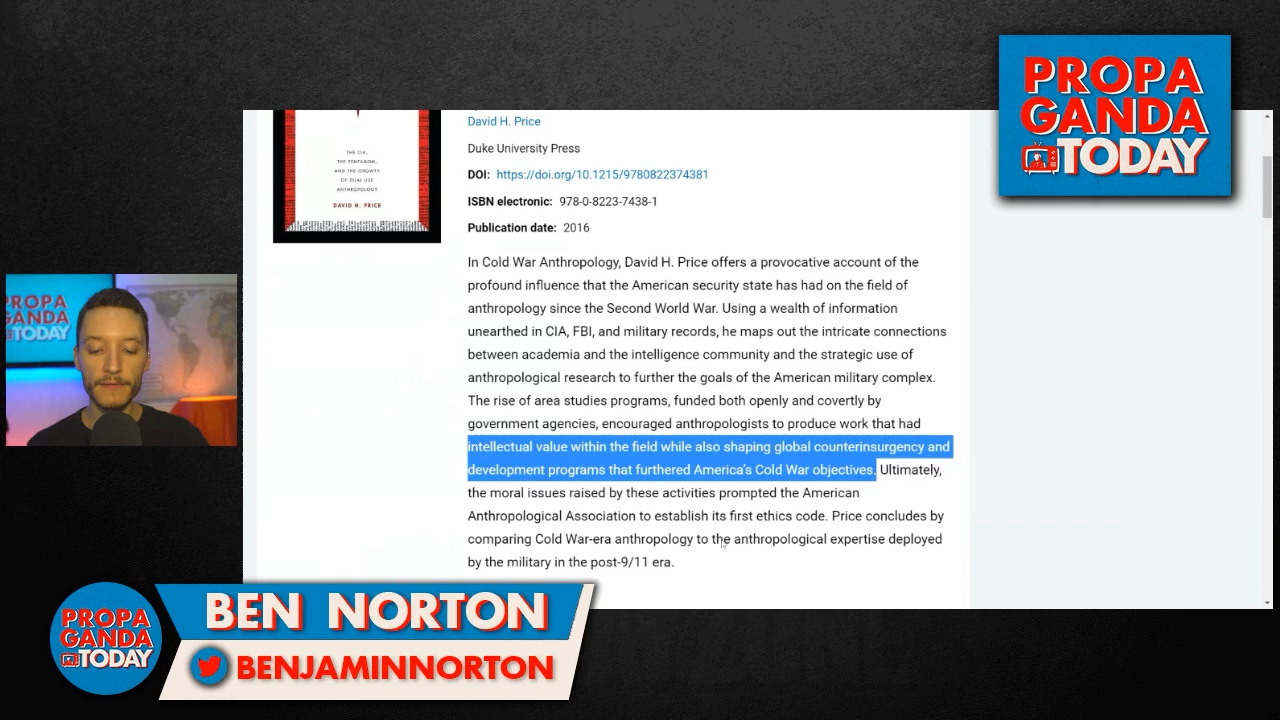 PROPA
GANDA
TODAY
David H. Price
Duke University Press
DOI: https://doi.org/10.1215/9780822374381
ISBN electronic: 978-0-8223-7438-1
Publication date: 2016
THE CIA,
THE PENTAGON,
AND THE GROWTH
OF DUAL USE
ANTHROPOLOGY
DAVID H. PRICE
In Cold War Anthropology, David H. Price offers a provocative account of the
profound influence that the American security state has had on the field of
anthropology since the Second World War. Using a wealth of information
unearthed in CIA, FBI, and military records, he maps out the intricate connections
between academia and the intelligence community and the strategic use of
anthropological research to further the goals of the American military complex.
The rise of area studies programs, funded both openly and covertly by
government agencies, encouraged anthropologists to produce work that had
intellectual value within the field while also shaping global counterinsurgency and
development programs that furthered America's Cold War objectives. Ultimately,
the moral issues raised by these activities prompted the American
Anthropological Association to establish its first ethics code. Price concludes by
comparing Cold War-era anthropology to the anthropological expertise deployed
by the military in the post-9/11 era.
PROPA
GANDA
TODAY
PROPA
GANDA
TODAY
BEN NORTON
BENJAMINNORTON